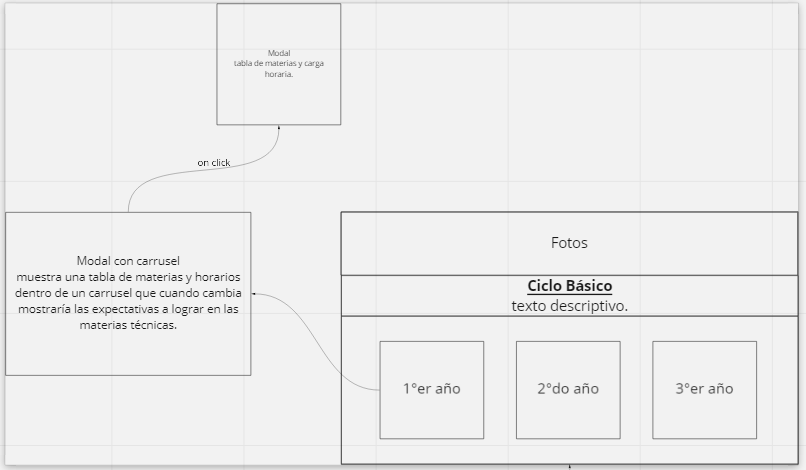 Modal
tabla de materias y carga
horaria.
on click
Modal con carrusel
muestra una tabla de materias y horarios
dentro de un carrusel que cuando cambia
mostraría las expectativas a lograr en las
materias técnicas.
Fotos
Ciclo Básico
texto descriptivo.
1°er año
2°do año
3°er año